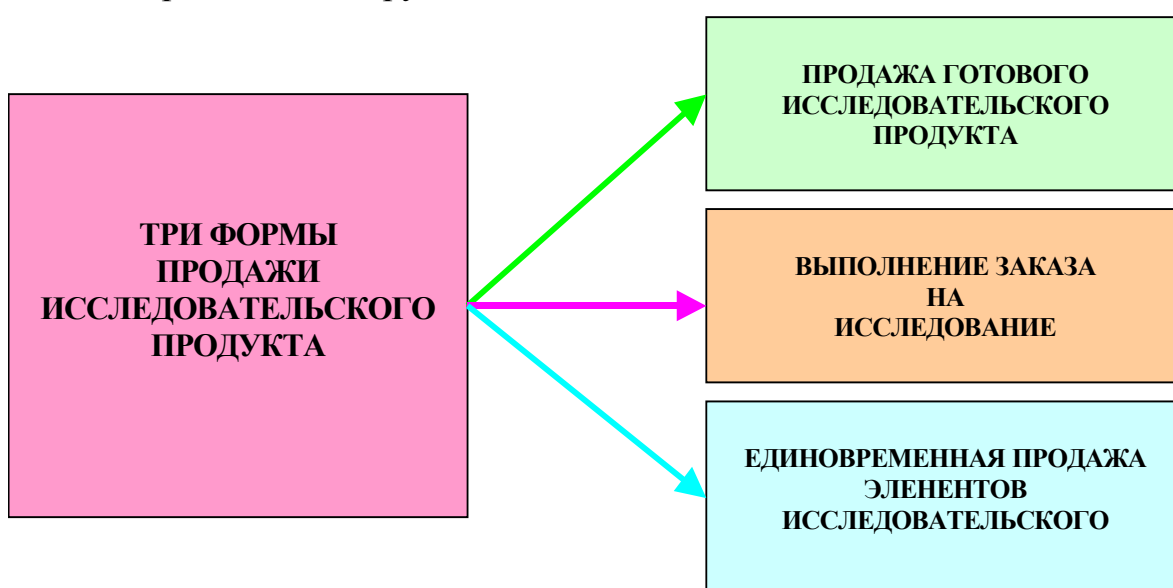 ТРИ ФОРМЫ
ПРОДАЖИ
ИССЛЕДОВАТЕЛЬСКОГО
ПРОДУКТА
ПРОДАЖА ГОТОВОГО
ИССЛЕДОВАТЕЛЬСКОГО
ПРОДУКТА
ВЫПОЛНЕНИЕ ЗАКАЗА
НА
ИССЛЕДОВАНИЕ
ЕДИНОВРЕМЕННАЯ ПРОДАЖА
ЭЛЕНЕНТОВ
ИССЛЕДОВАТЕЛЬСКОГО